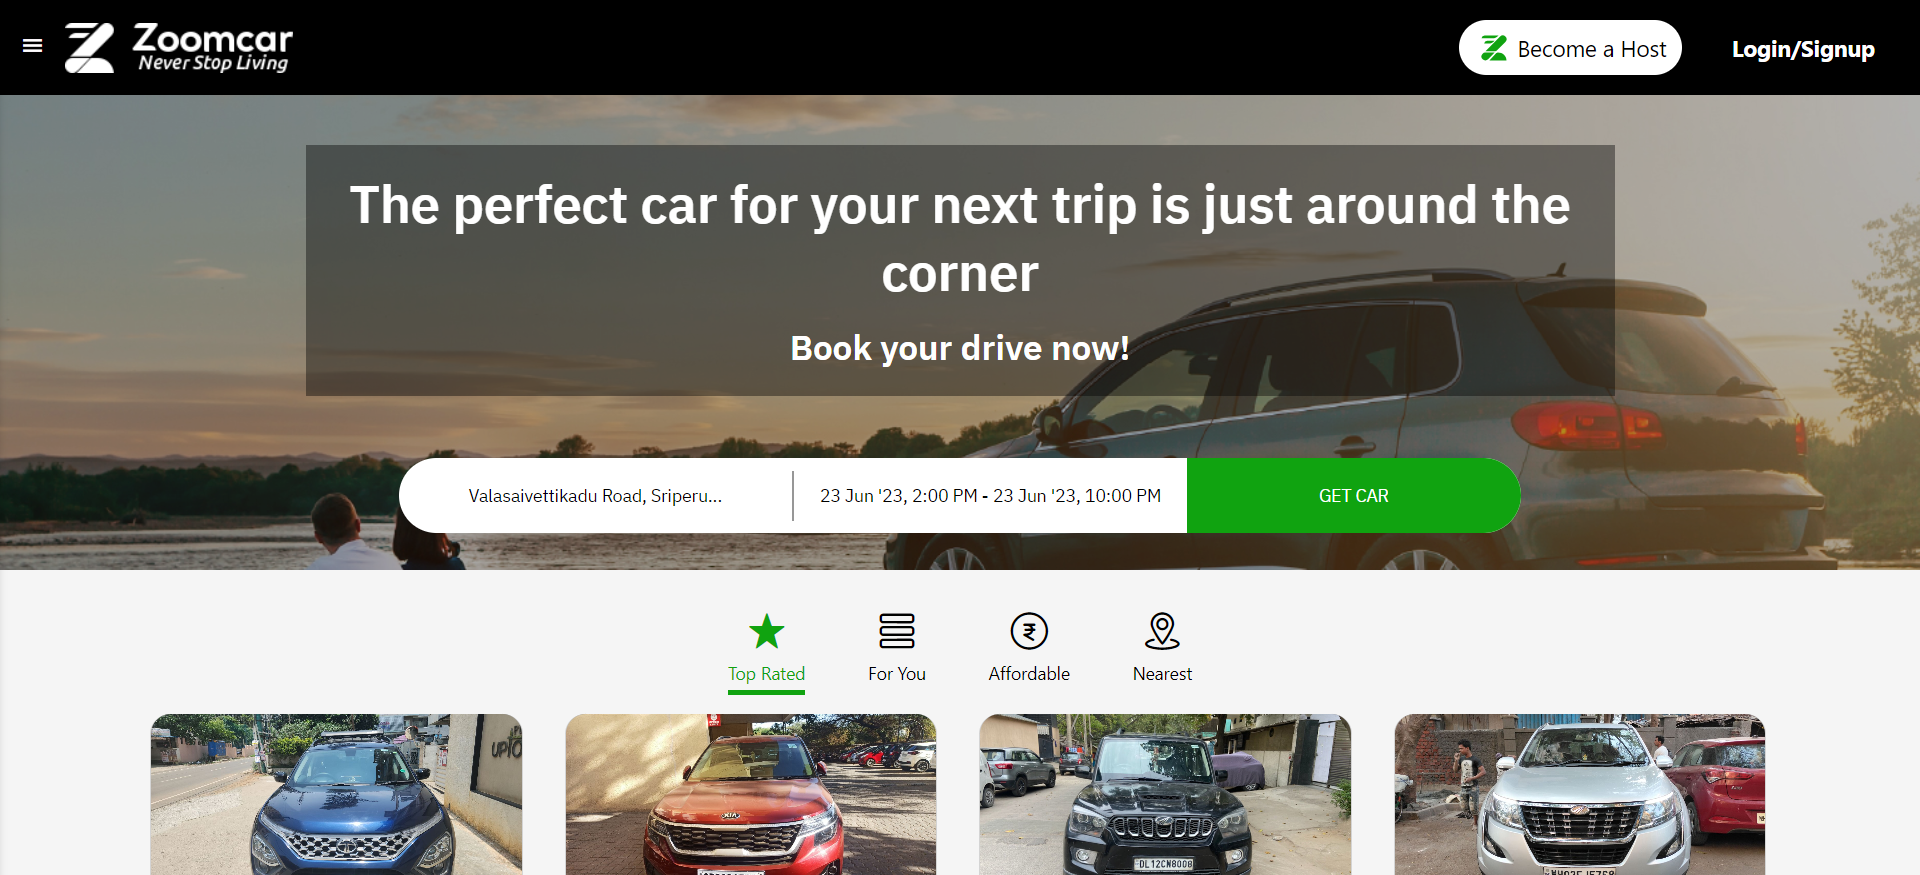 Zoomcar
Never Stop Living
Become a Host
Login/Signup
The perfect car for your next trip is just around the
corner
Book your drive now!
Valasaivettikadu Road, Sriperu...
23 Jun '23, 2:00 PM - 23 Jun '23, 10:00 PM
GET CAR
₹
Top Rated
For You
Affordable
Nearest
KIA
DL12CN8008